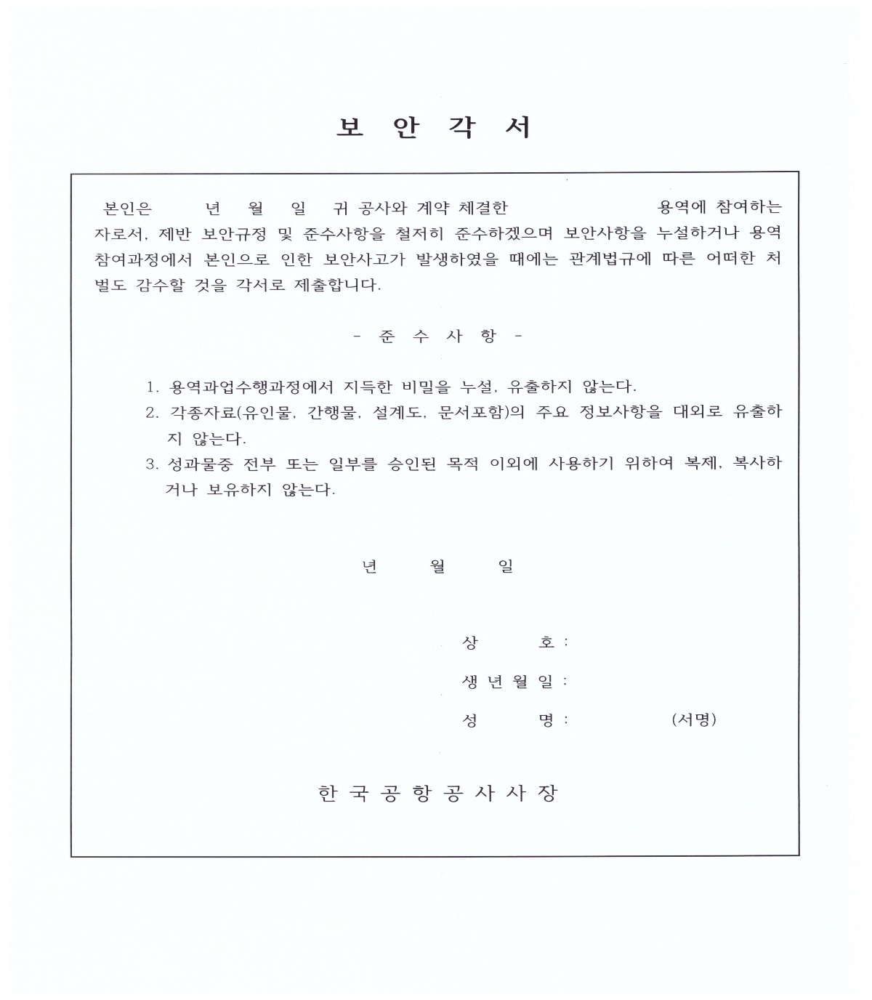 보 안 각 서
본인은 년 월 일 귀 공사와 계약 체결한 용역에 참여하는
자로서, 제반 보안규정 및 준수사항을 철저히 준수하겠으며 보안사항을 누설하거나 용역
참여과정에서 본인으로 인한 보안사고가 발생하였을 때에는 관계법규에 따른 어떠한 처
벌도 감수할 것을 각서로 제출합니다.
- 준 수 사 항 -
1. 용역과업수행과정에서 지득한 비밀을 누설, 유출하지 않는다.
2. 각종자료(유인물, 간행물, 설계도, 문서포함)의 주요 정보사항을 대외로 유출하
지 않는다.
3. 성과물중 전부 또는 일부를 승인된 목적 이외에 사용하기 위하여 복제, 복사하
거나 보유하지 않는다.
년 월 일
상 호 :
생 년 월 일 :
성 명 : (서명)
한 국 공 항 공 사 사 장